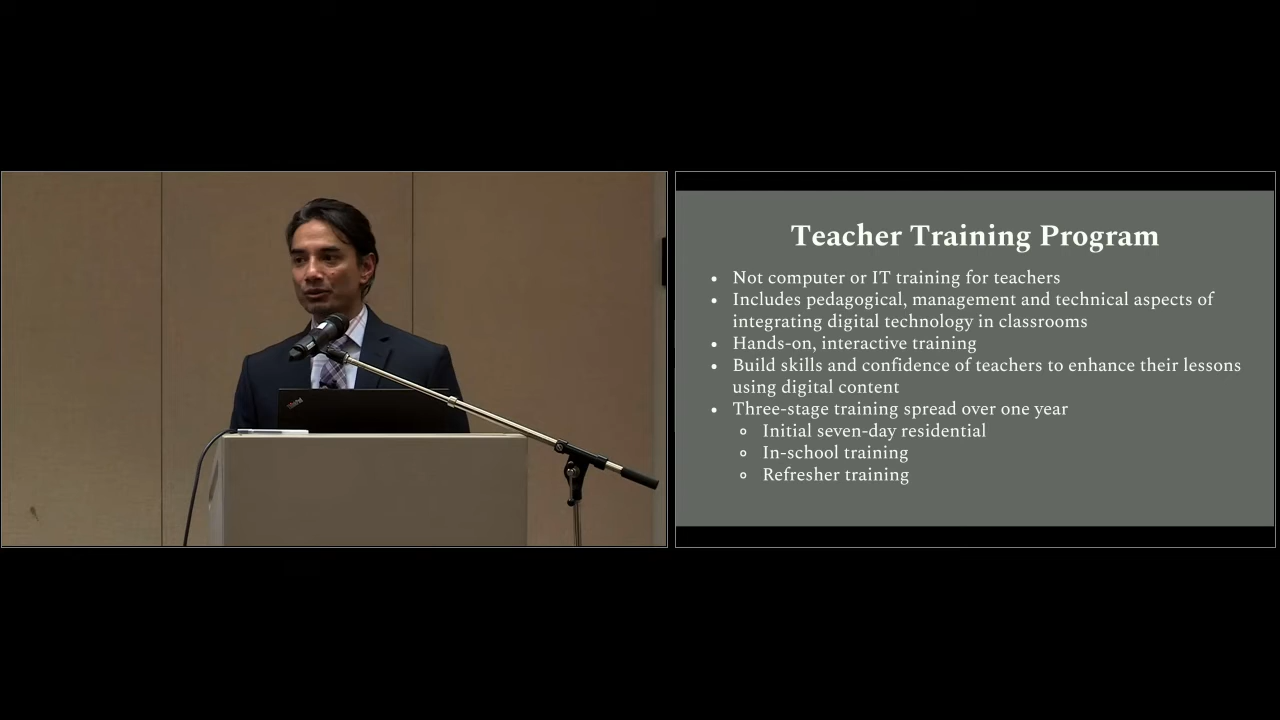 Teacher Training Program
• Not computer or IT training for teachers
• Includes pedagogical, management and technical aspects of
integrating digital technology in classrooms
• Hands-on, interactive training
• Build skills and confidence of teachers to enhance their lessons
using digital content
• Three-stage training spread over one year
◦ Initial seven-day residential
◦ In-school training
◦ Refresher training
ThinkPad